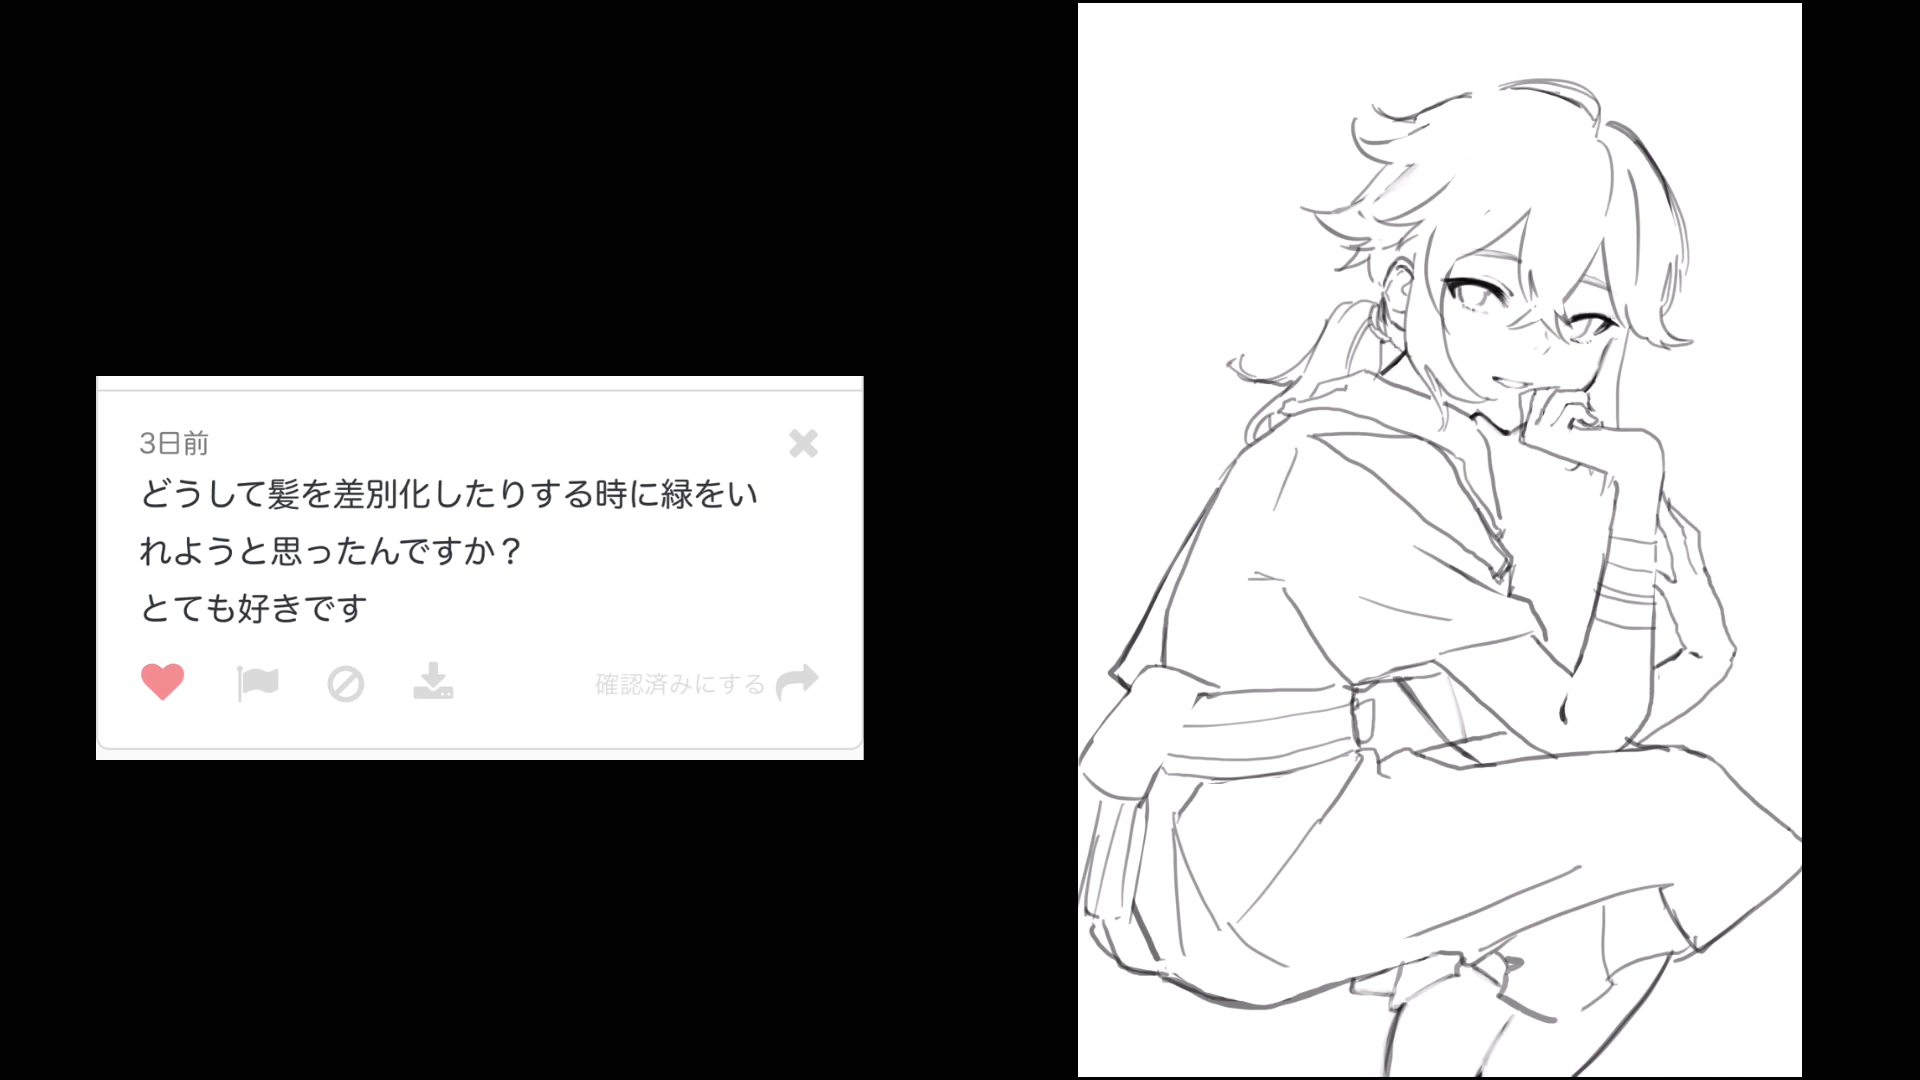 3日前
どうして髪を差別化したりする時に緑をい
れようと思ったんですか？
とても好きです
確認済みにする